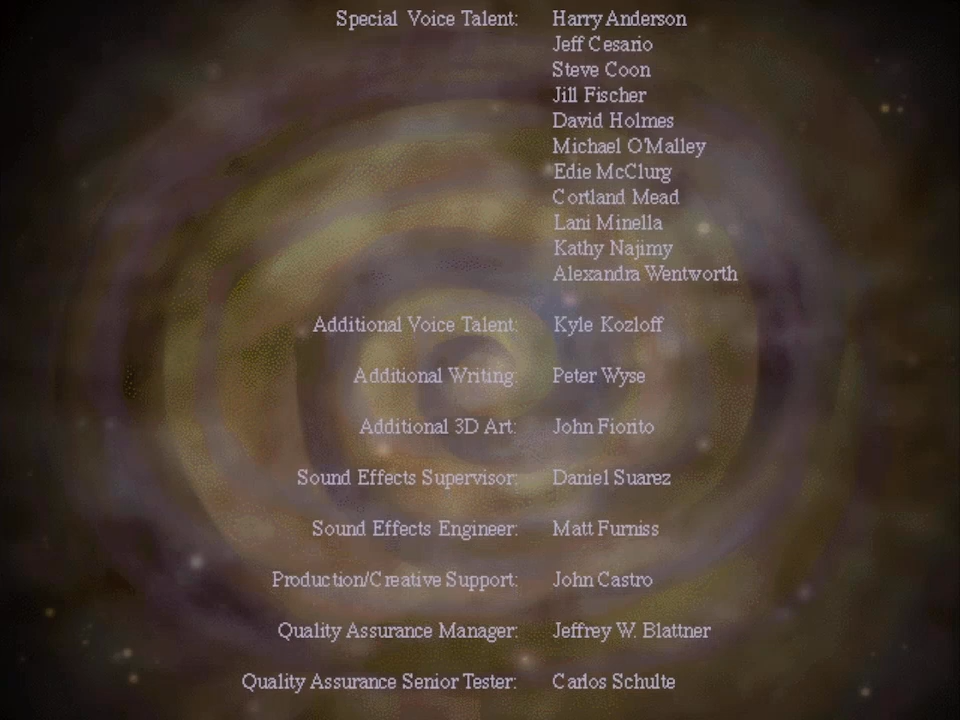 Special Voice Talent: Harry Anderson
Jeff Cesario
Steve Coon
Jill Fischer
David Holmes
Michael O'Malley
Edie McClurg
Cortland Mead
Lani Minella
Kathy Najimy
Alexandra Wentworth
Additional Voice Talent: Kyle Kozloff
Additional Writing: Peter Wyse
Additional 3D Art: John Fiorito
Sound Effects Supervisor: Daniel Suarez
Sound Effects Engineer: Matt Furniss
Production/Creative Support: John Castro
Quality Assurance Manager: Jeffrey W. Blattner
Quality Assurance Senior Tester: Carlos Schulte